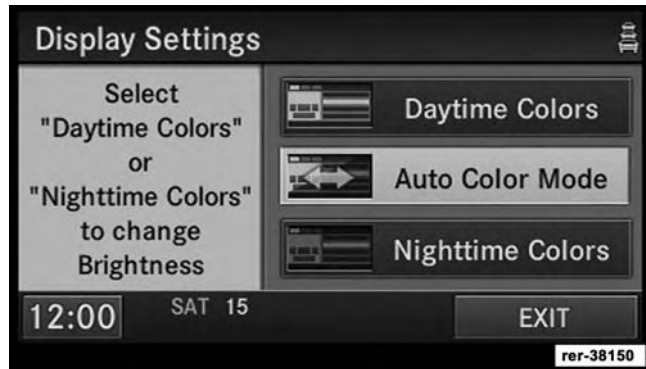 Display Settings
Select
"Daytime Colors"
or
"Nighttime Colors"
to change
Brightness
Daytime Colors
Auto Color Mode
Nighttime Colors
12:00
SAT 15
EXIT
rer-38150